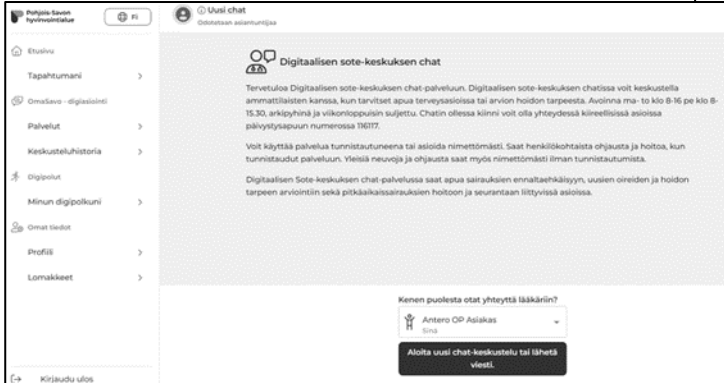 Pohjois-Savon
hyvinvointialue
FI
Etusivu
Tapahtumani
OmaSavo - digiasiointi
Palvelut
Keskusteluhistoria
Digipolut
Minun digipolkuni
Omat tiedot
Profiili
Lomakkeet
Kirjaudu ulos
Uusi chat
Odotetaan asiantuntijaa
Digitaalisen sote-keskuksen chat
Tervetuloa Digitaalisen sote-keskuksen chat-palveluun. Digitaalisen sote-keskuksen chatissa voit keskustella
ammattilaisten kanssa, kun tarvitset apua terveysasioissa tai arvion hoidon tarpeesta. Avoinna ma- to klo 8-16 pe klo 8-
15.30, arkipyhinä ja viikonloppuisin suljettu. Chatin ollessa kiinni voit olla yhteydessä kiireellisissä asioissa
päivystysapuun numerossa 116117.
Voit käyttää palvelua tunnistautuneena tai asioida nimettömästi. Saat henkilökohtaista ohjausta ja hoitoa, kun
tunnistaudut palveluun. Yleisiä neuvoja ja ohjausta saat myös nimettömästi ilman tunnistautumista.
Digitaalisen Sote-keskuksen chat-palvelussa saat apua sairauksien ennaltaehkäisyyn, uusien oireiden ja hoidon
tarpeen arviointiin sekä pitkäaikaissairauksien hoitoon ja seurantaan liittyvissä asioissa.
Kenen puolesta otat yhteyttä lääkäriin?
Antero OP Asiakas
Sinä
Aloita uusi chat-keskustelu tai lähetä
viesti.